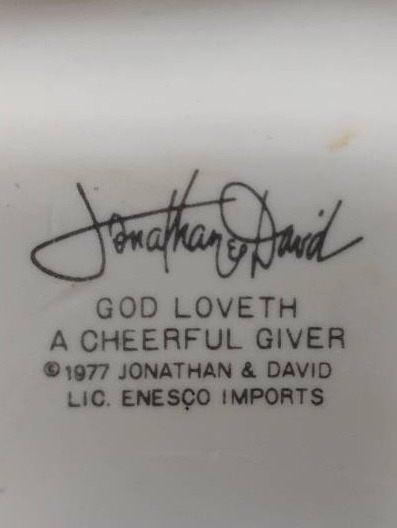 Jonathan & David
GOD LOVETH
A CHEERFUL GIVER
©1977 JONATHAN & DAVID
LIC. ENESCO IMPORTS